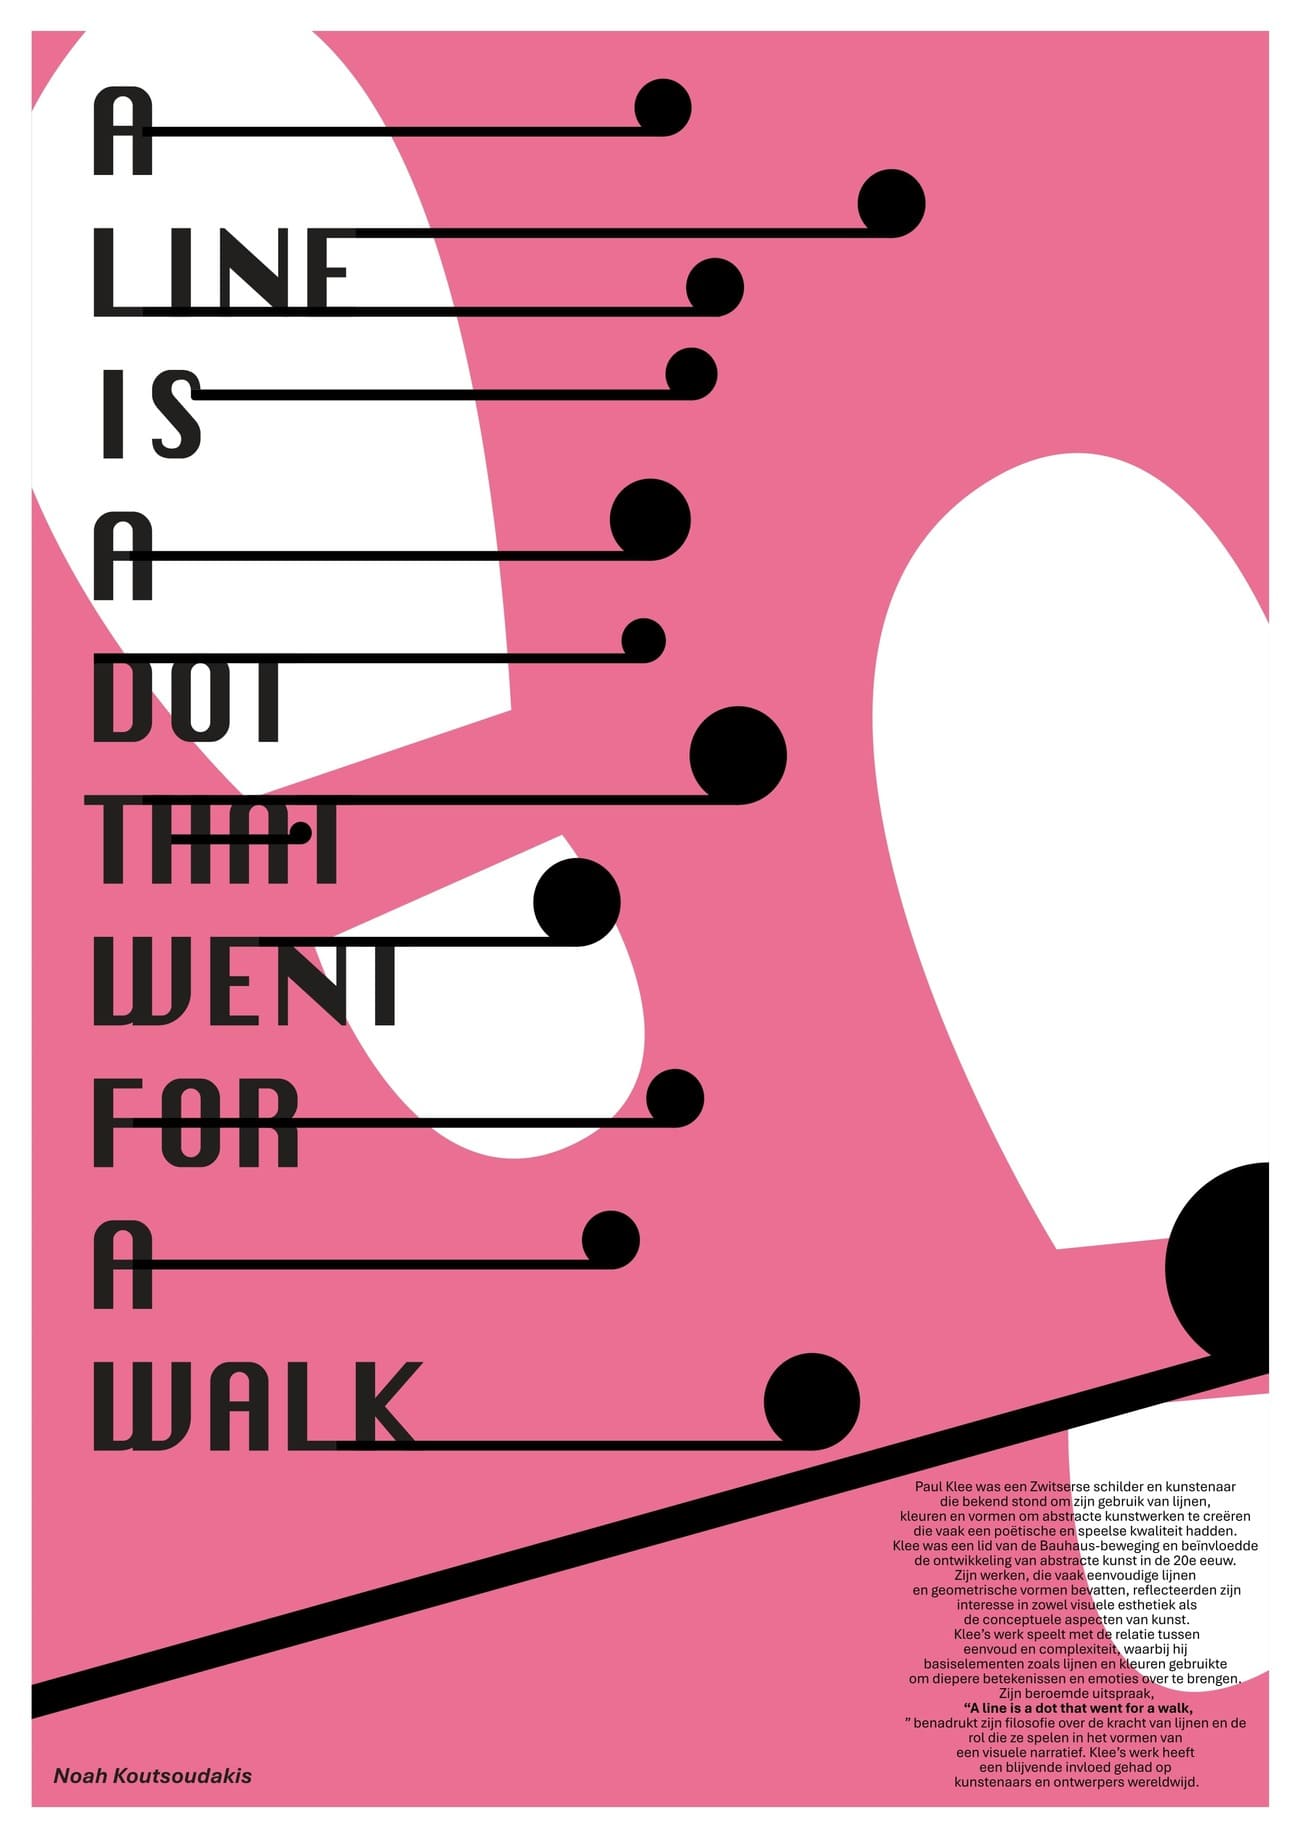 A
LINE
IS
A
DOT
THAT
WENT
FOR
A
WALK
Paul Klee was een Zwitserse schilder en kunstenaar
die bekend stond om zijn gebruik van lijnen,
kleuren en vormen om abstracte kunstwerken te creëren
die vaak een poëtische en speelse kwaliteit hadden.
Klee was een lid van de Bauhaus-beweging en beïnvloedde
de ontwikkeling van abstracte kunst in de 20e eeuw.
Zijn werken, die vaak eenvoudige lijnen
en geometrische vormen bevatten, reflecteerden zijn
interesse in zowel visuele esthetiek als
de conceptuele aspecten van kunst.
Klee’s werk speelt met de relatie tussen
eenvoud en complexiteit, waarbij hij
basiselementen zoals lijnen en kleuren gebruikte
om diepere betekenissen en emoties over te brengen.
Zijn beroemde uitspraak,
“A line is a dot that went for a walk,
” benadrukt zijn filosofie over de kracht van lijnen en de
rol die ze spelen in het vormen van
een visuele narratief. Klee’s werk heeft
een blijvende invloed gehad op
kunstenaars en ontwerpers wereldwijd.
Noah Koutsoudakis